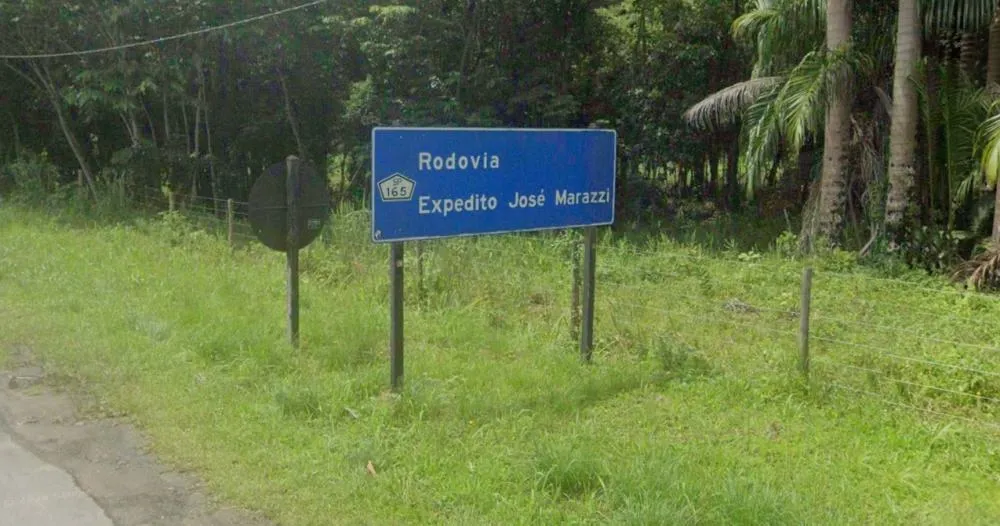 Rodovia
SP
165
Expedito José Marazzi